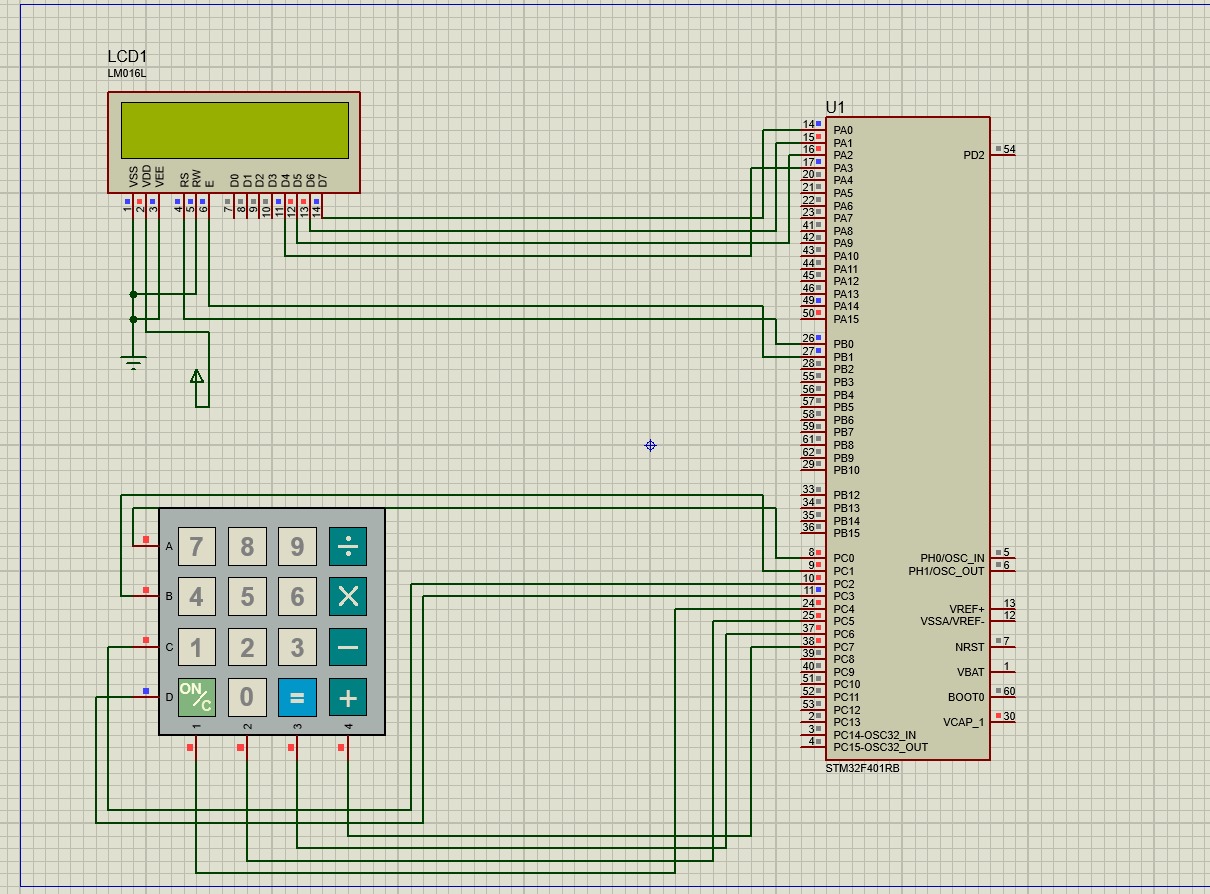 LCD1
LM016L
VSS VDD VEE RS RW E D0 D1 D2 D3 D4 D5 D6 D7
1 2 3 4 5 6 7 8 9 10 11 12 13 14
U1
14 PA0
15 PA1
16 PA2 PD2 54
17 PA3
20 PA4
21 PA5
22 PA6
23 PA7
41 PA8
42 PA9
43 PA10
44 PA11
45 PA12
46 PA13
49 PA14
50 PA15
26 PB0
27 PB1
28 PB2
55 PB3
56 PB4
57 PB5
58 PB6
59 PB7
61 PB8
62 PB9
29 PB10
33 PB12
34 PB13
35 PB14
36 PB15
8 PC0 PH0/OSC_IN 5
9 PC1 PH1/OSC_OUT 6
10 PC2
11 PC3
24 PC4 VREF+ 13
25 PC5 VSSA/VREF- 12
37 PC6
38 PC7 NRST 7
39 PC8
40 PC9 VBAT 1
51 PC10
52 PC11 BOOT0 60
53 PC12
2 PC13 VCAP_1 30
3 PC14-OSC32_IN
4 PC15-OSC32_OUT
STM32F401RB
A 7 8 9 ÷
B 4 5 6 ×
C 1 2 3 −
D ON/C 0 = +
1 2 3 4